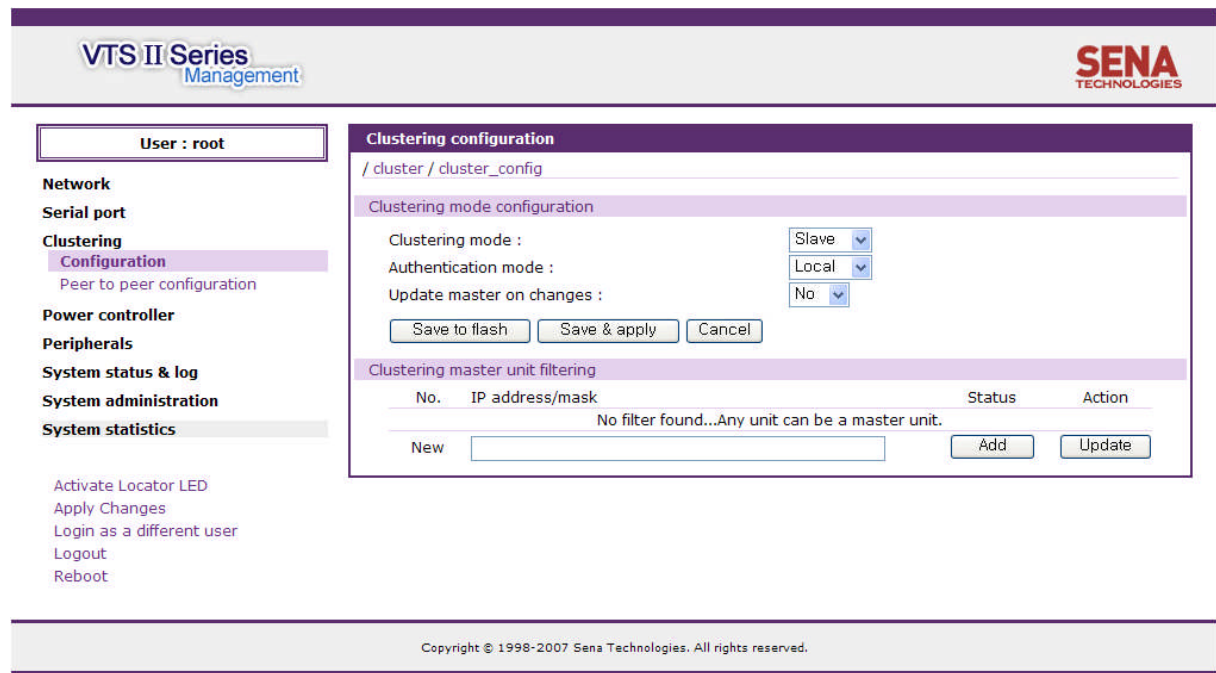 VTS II Series
Management
SENA
TECHNOLOGIES
User : root
Network
Serial port
Clustering
Configuration
Peer to peer configuration
Power controller
Peripherals
System status & log
System administration
System statistics
Activate Locator LED
Apply Changes
Login as a different user
Logout
Reboot
Clustering configuration
/ cluster / cluster_config
Clustering mode configuration
Clustering mode : Slave
Authentication mode : Local
Update master on changes : No
Save to flash Save & apply Cancel
Clustering master unit filtering
No. IP address/mask Status Action
No filter found...Any unit can be a master unit.
New Add Update
Copyright © 1998-2007 Sena Technologies. All rights reserved.